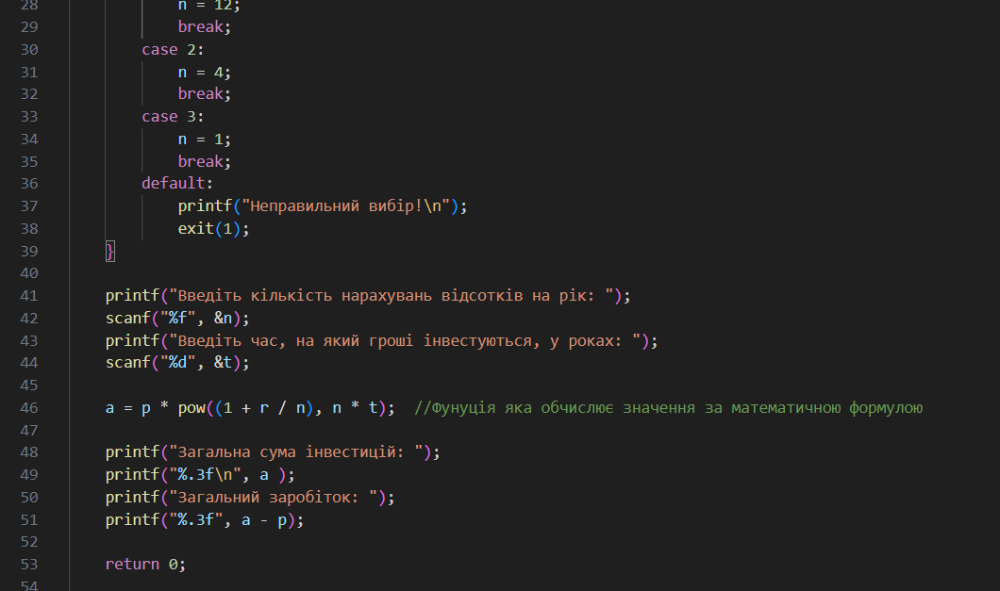 28 n = 12;
29 break;
30 case 2:
31 n = 4;
32 break;
33 case 3:
34 n = 1;
35 break;
36 default:
37 printf("Неправильний вибір!\n");
38 exit(1);
39 }
40
41 printf("Введіть кількість нарахувань відсотків на рік: ");
42 scanf("%f", &n);
43 printf("Введіть час, на який гроші інвестуються, у роках: ");
44 scanf("%d", &t);
45
46 a = p * pow((1 + r / n), n * t); //Фунуція яка обчислює значення за математичною формулою
47
48 printf("Загальна сума інвестицій: ");
49 printf("%.3f\n", a );
50 printf("Загальний заробіток: ");
51 printf("%.3f", a - p);
52
53 return 0;
54